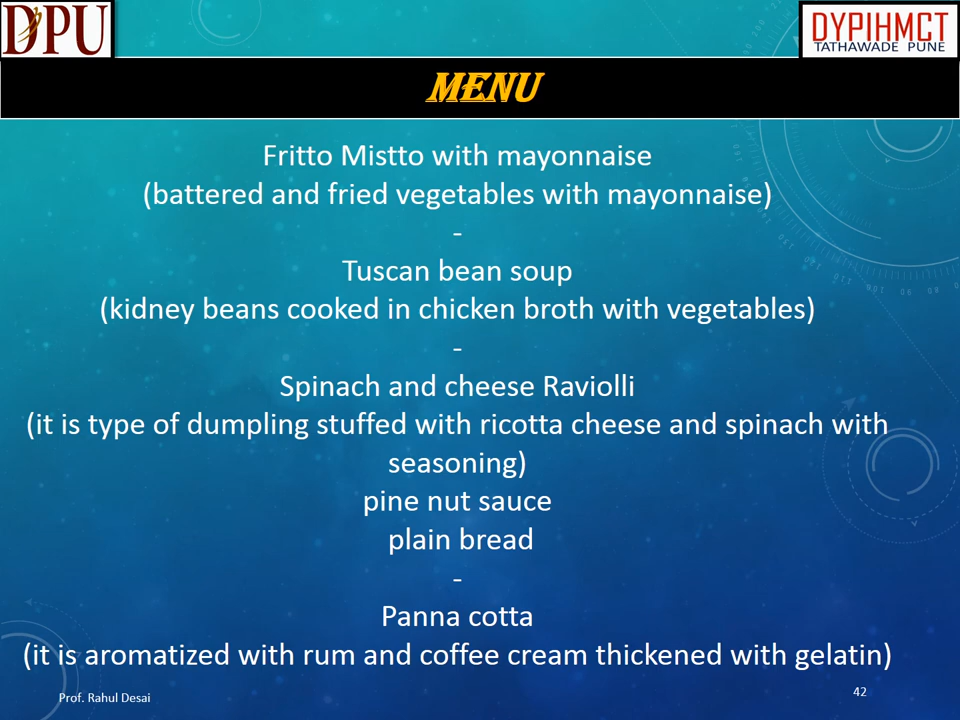 DPU
DYPIHMCT
TATHAWADE PUNE
MENU
Fritto Mistto with mayonnaise
(battered and fried vegetables with mayonnaise)
-
Tuscan bean soup
(kidney beans cooked in chicken broth with vegetables)
-
Spinach and cheese Raviolli
(it is type of dumpling stuffed with ricotta cheese and spinach with
seasoning)
pine nut sauce
plain bread
-
Panna cotta
(it is aromatized with rum and coffee cream thickened with gelatin)
Prof. Rahul Desai
42